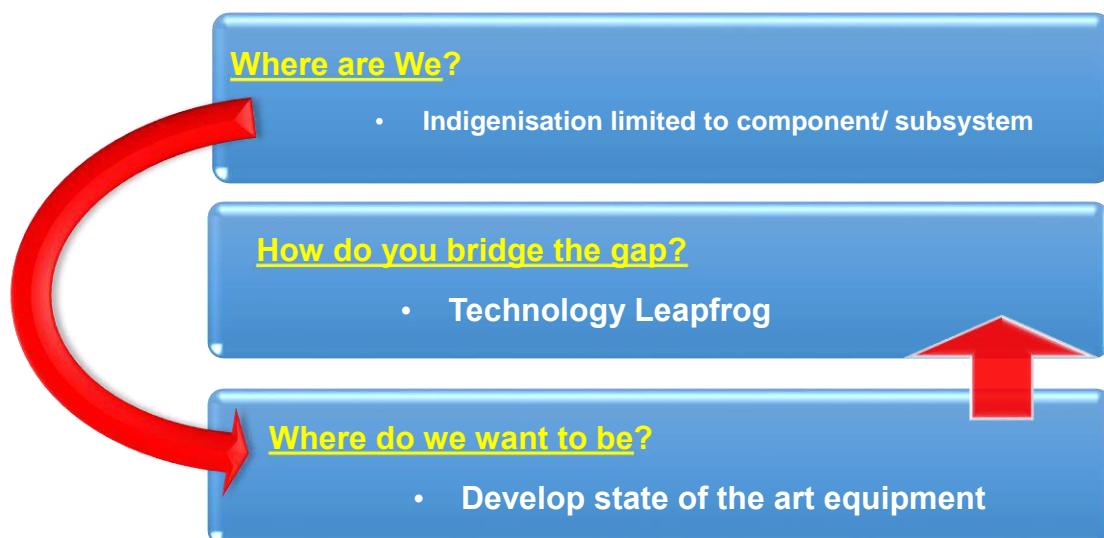 Where are We?
• Indigenisation limited to component/ subsystem
How do you bridge the gap?
• Technology Leapfrog
Where do we want to be?
• Develop state of the art equipment